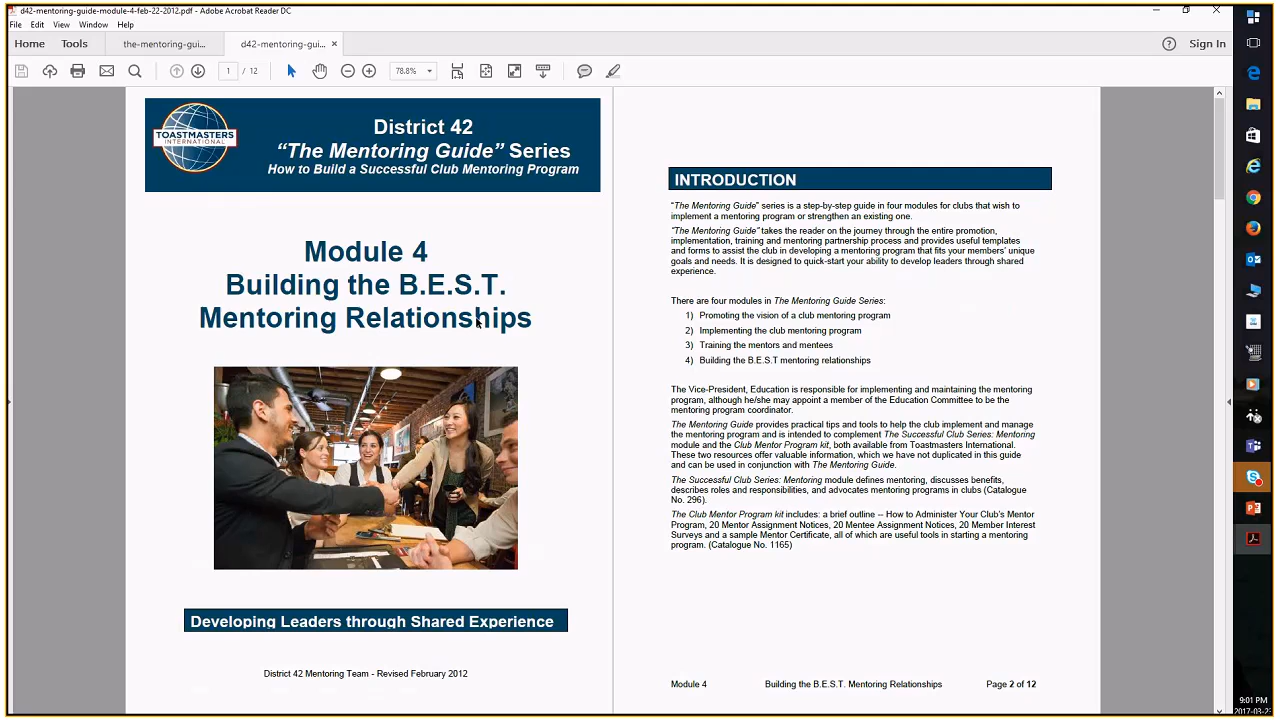 d42-mentoring-guide-module-4-feb-22-2012.pdf - Adobe Acrobat Reader DC
File Edit View Window Help
Home Tools the-mentoring-gui... d42-mentoring-gui... × Sign In
1 / 12 78.8%
TOASTMASTERS
INTERNATIONAL
District 42
“The Mentoring Guide” Series
How to Build a Successful Club Mentoring Program
Module 4
Building the B.E.S.T.
Mentoring Relationships
Developing Leaders through Shared Experience
District 42 Mentoring Team - Revised February 2012
INTRODUCTION
“The Mentoring Guide” series is a step-by-step guide in four modules for clubs that wish to
implement a mentoring program or strengthen an existing one.
“The Mentoring Guide” takes the reader on the journey through the entire promotion,
implementation, training and mentoring partnership process and provides useful templates
and forms to assist the club in developing a mentoring program that fits your members’ unique
goals and needs. It is designed to quick-start your ability to develop leaders through shared
experience.
There are four modules in The Mentoring Guide Series:
1) Promoting the vision of a club mentoring program
2) Implementing the club mentoring program
3) Training the mentors and mentees
4) Building the B.E.S.T mentoring relationships
The Vice-President, Education is responsible for implementing and maintaining the mentoring
program, although he/she may appoint a member of the Education Committee to be the
mentoring program coordinator.
The Mentoring Guide provides practical tips and tools to help the club implement and manage
the mentoring program and is intended to complement The Successful Club Series: Mentoring
module and the Club Mentor Program kit, both available from Toastmasters International.
These two resources offer valuable information, which we have not duplicated in this guide
and can be used in conjunction with The Mentoring Guide.
The Successful Club Series: Mentoring module defines mentoring, discusses benefits,
describes roles and responsibilities, and advocates mentoring programs in clubs (Catalogue
No. 296).
The Club Mentor Program kit includes: a brief outline -- How to Administer Your Club’s Mentor
Program, 20 Mentor Assignment Notices, 20 Mentee Assignment Notices, 20 Member Interest
Surveys and a sample Mentor Certificate, all of which are useful tools in starting a mentoring
program. (Catalogue No. 1165)
Module 4 Building the B.E.S.T. Mentoring Relationships Page 2 of 12
9:01 PM